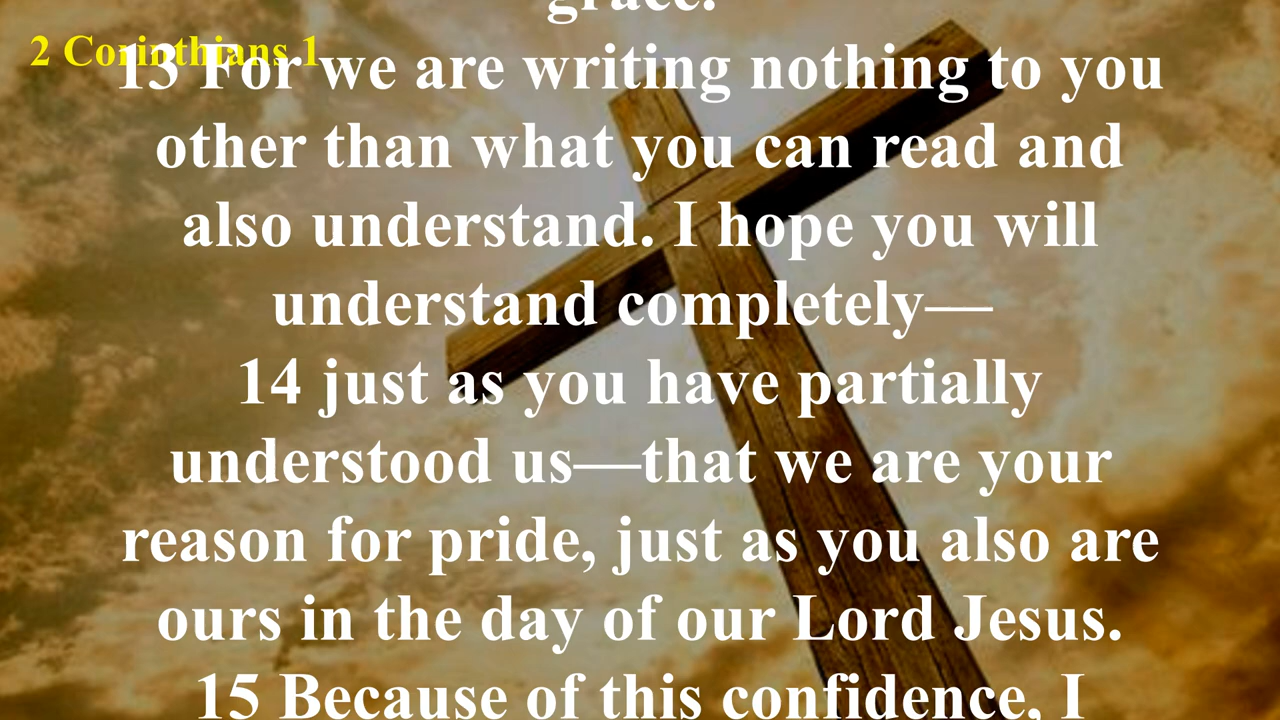 grace.
2 Corinthians 1
13 For we are writing nothing to you
other than what you can read and
also understand. I hope you will
understand completely—
14 just as you have partially
understood us—that we are your
reason for pride, just as you also are
ours in the day of our Lord Jesus.
15 Because of this confidence, I